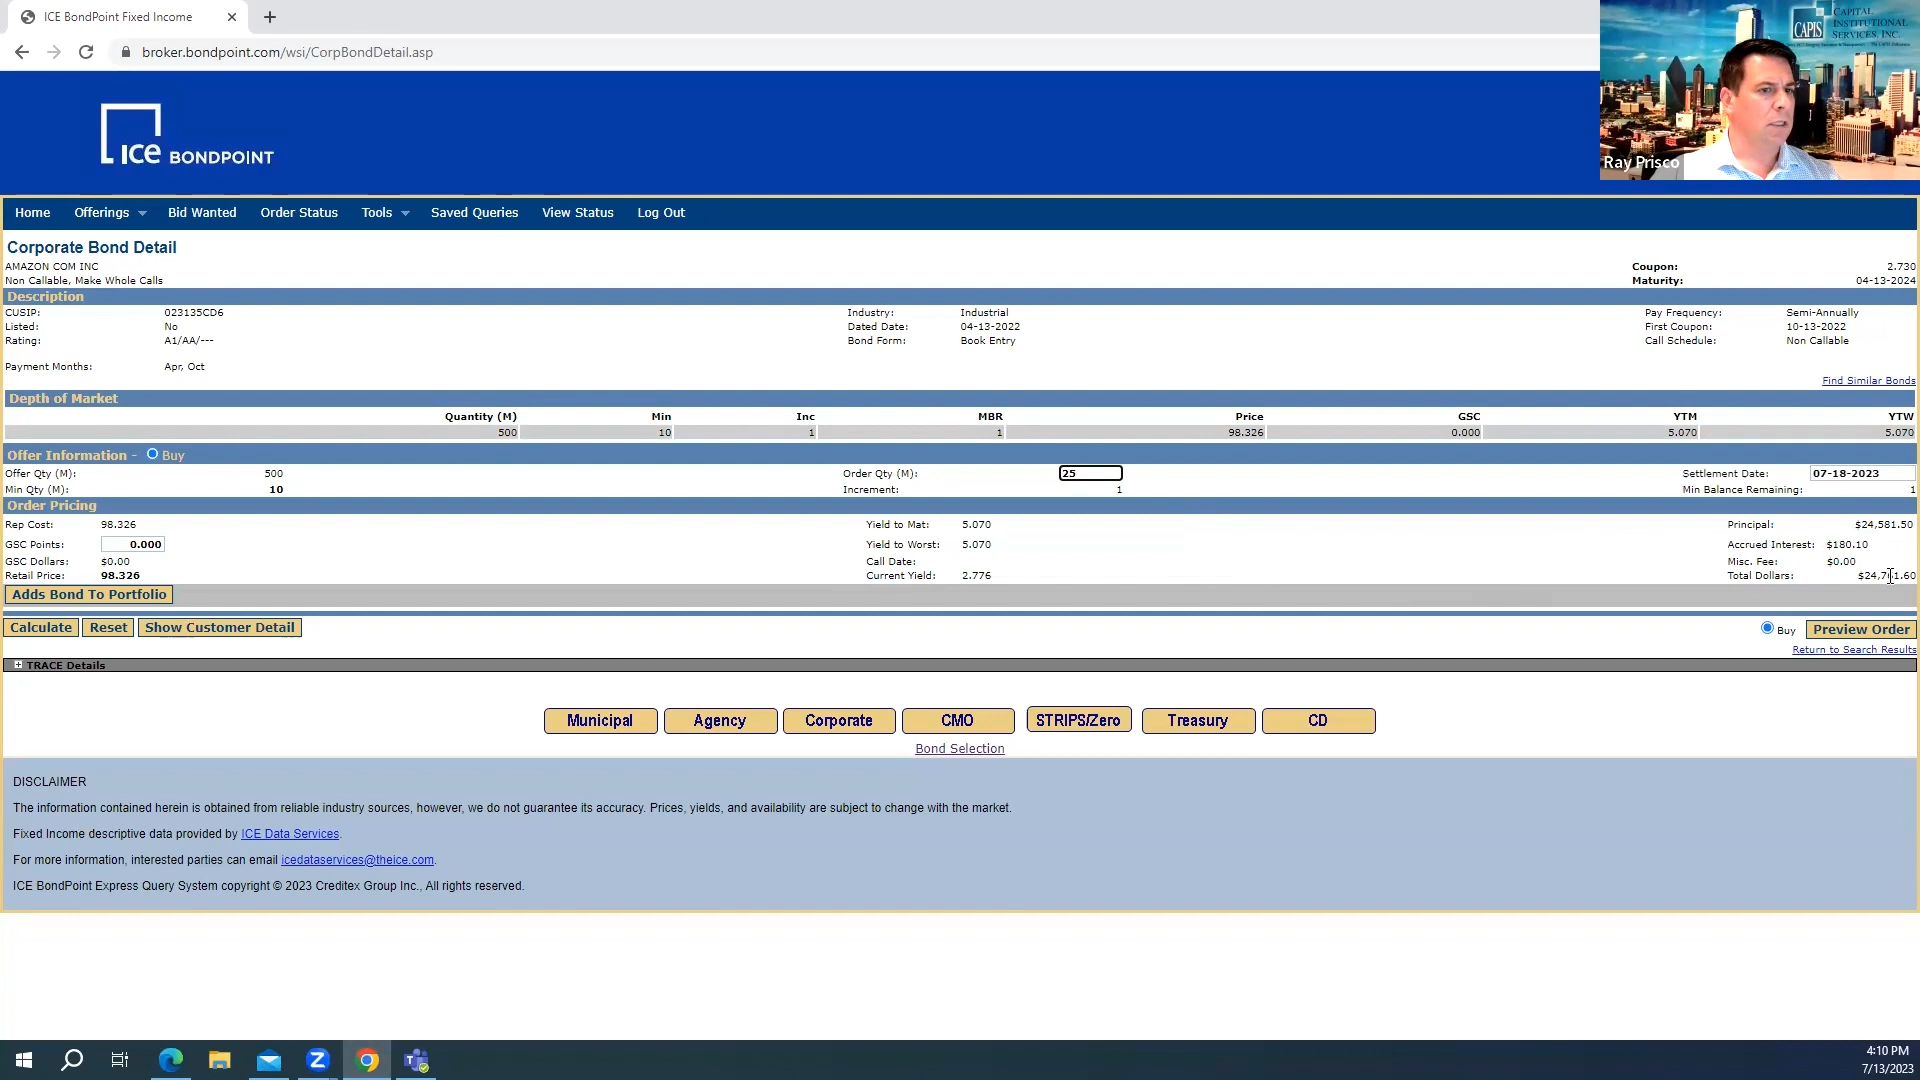 ICE BondPoint Fixed Income
broker.bondpoint.com/wsi/CorpBondDetail.asp
CAPIS
CAPITAL
INSTITUTIONAL
SERVICES, INC.
Ray Prisco
ice BONDPOINT
Home Offerings Bid Wanted Order Status Tools Saved Queries View Status Log Out
Corporate Bond Detail
AMAZON COM INC Coupon: 2.730
Non Callable, Make Whole Calls Maturity: 04-13-2024
Description
CUSIP: 023135CD6 Industry: Industrial Pay Frequency: Semi-Annually
Listed: No Dated Date: 04-13-2022 First Coupon: 10-13-2022
Rating: A1/AA/--- Bond Form: Book Entry Call Schedule: Non Callable
Payment Months: Apr, Oct
Find Similar Bonds
Depth of Market
Quantity (M) Min Inc MBR Price GSC YTM YTW
500 10 1 1 98.326 0.000 5.070 5.070
Offer Information - Buy
Offer Qty (M): 500 Order Qty (M): 25 Settlement Date: 07-18-2023
Min Qty (M): 10 Increment: 1 Min Balance Remaining: 1
Order Pricing
Rep Cost: 98.326 Yield to Mat: 5.070 Principal: $24,581.50
GSC Points: 0.000 Yield to Worst: 5.070 Accrued Interest: $180.10
GSC Dollars: $0.00 Call Date: Misc. Fee: $0.00
Retail Price: 98.326 Current Yield: 2.776 Total Dollars: $24,761.60
Adds Bond To Portfolio
Calculate Reset Show Customer Detail Buy Preview Order
Return to Search Results
TRACE Details
Municipal Agency Corporate CMO STRIPS/Zero Treasury CD
Bond Selection
DISCLAIMER
The information contained herein is obtained from reliable industry sources, however, we do not guarantee its accuracy. Prices, yields, and availability are subject to change with the market.
Fixed Income descriptive data provided by ICE Data Services.
For more information, interested parties can email icedataservices@theice.com.
ICE BondPoint Express Query System copyright © 2023 Creditex Group Inc., All rights reserved.
4:10 PM
7/13/2023